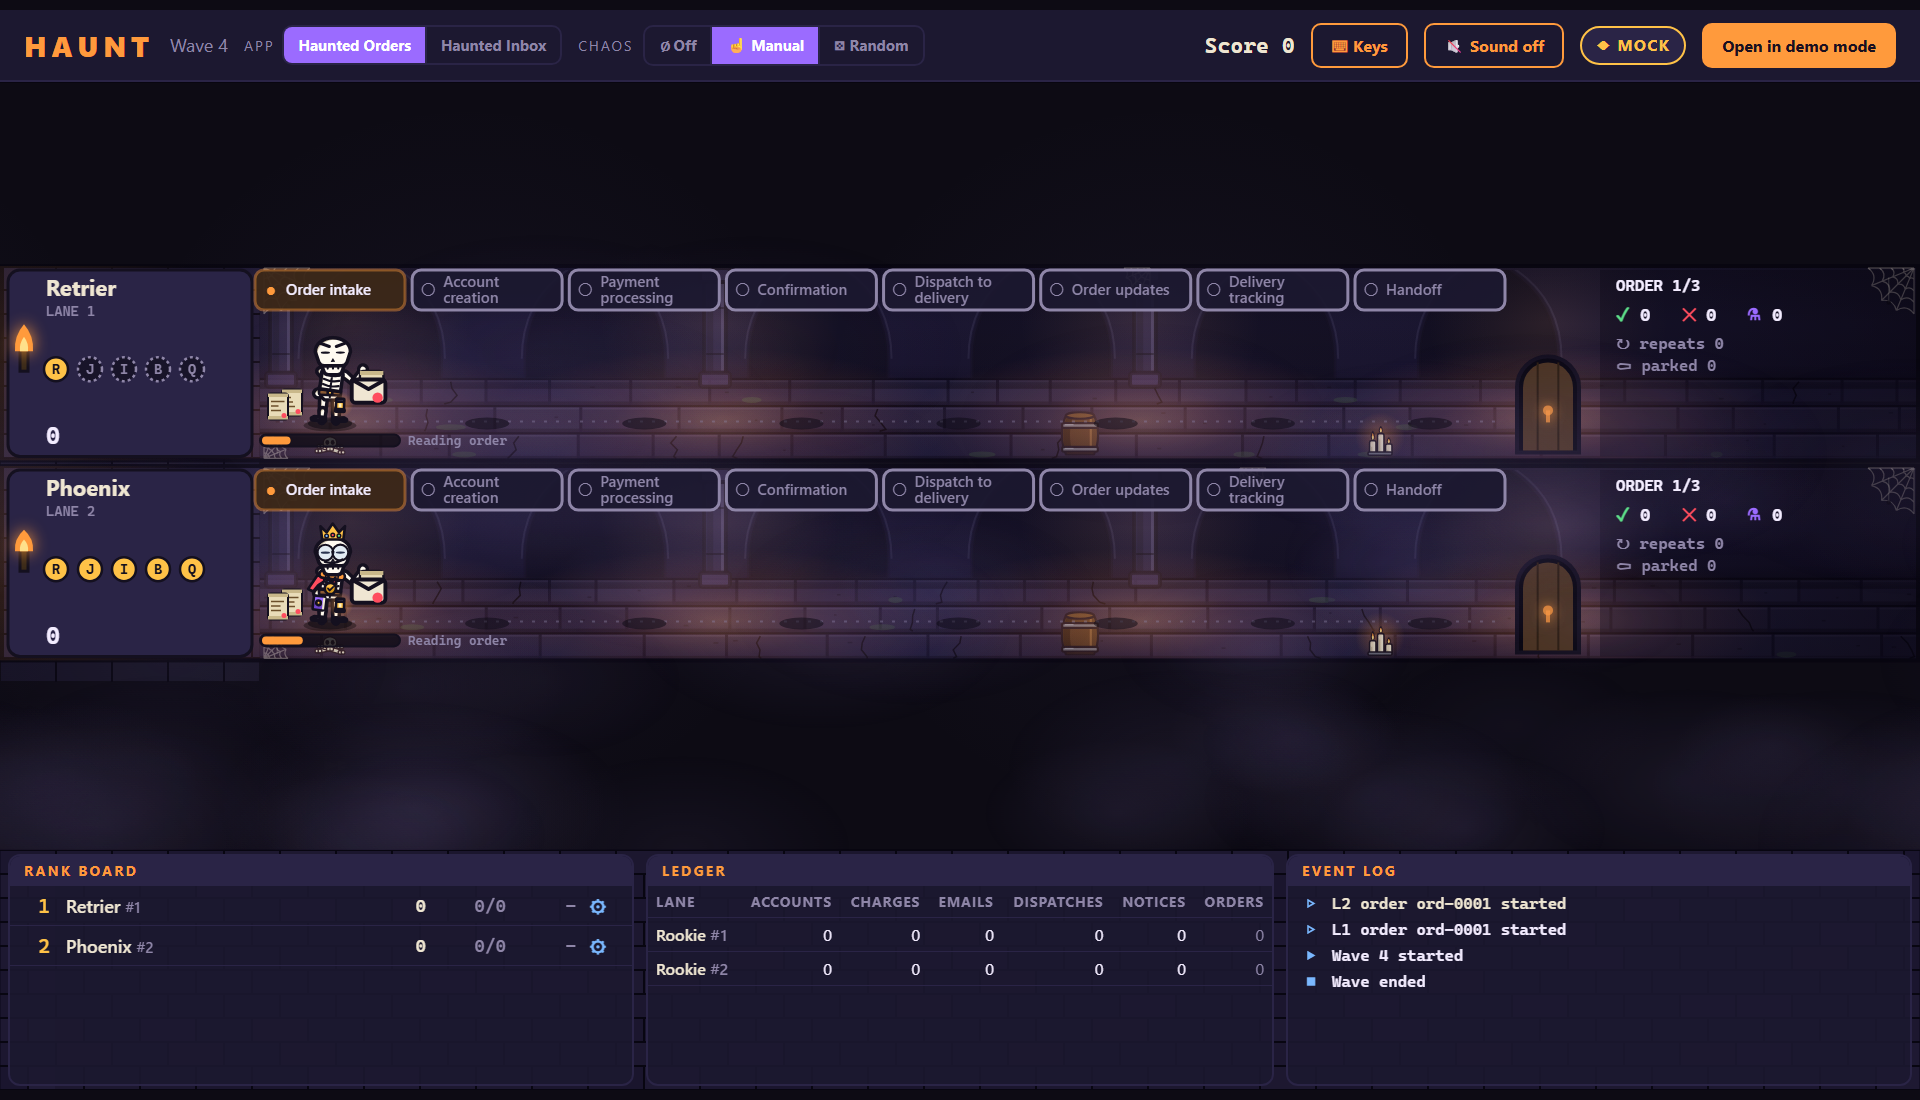 HAUNT Wave 4 APP Haunted Orders Haunted Inbox CHAOS Ø Off Manual Random Score 0 Keys Sound off MOCK Open in demo mode
Retrier
LANE 1
R J I B Q
0
Order intake
Account creation
Payment processing
Confirmation
Dispatch to delivery
Order updates
Delivery tracking
Handoff
Reading order
ORDER 1/3
0 0 0
repeats 0
parked 0
Phoenix
LANE 2
R J I B Q
0
Order intake
Account creation
Payment processing
Confirmation
Dispatch to delivery
Order updates
Delivery tracking
Handoff
Reading order
ORDER 1/3
0 0 0
repeats 0
parked 0
RANK BOARD
1 Retrier #1 0 0/0 –
2 Phoenix #2 0 0/0 –
LEDGER
LANE ACCOUNTS CHARGES EMAILS DISPATCHES NOTICES ORDERS
Rookie #1 0 0 0 0 0 0
Rookie #2 0 0 0 0 0 0
EVENT LOG
L2 order ord-0001 started
L1 order ord-0001 started
Wave 4 started
Wave ended